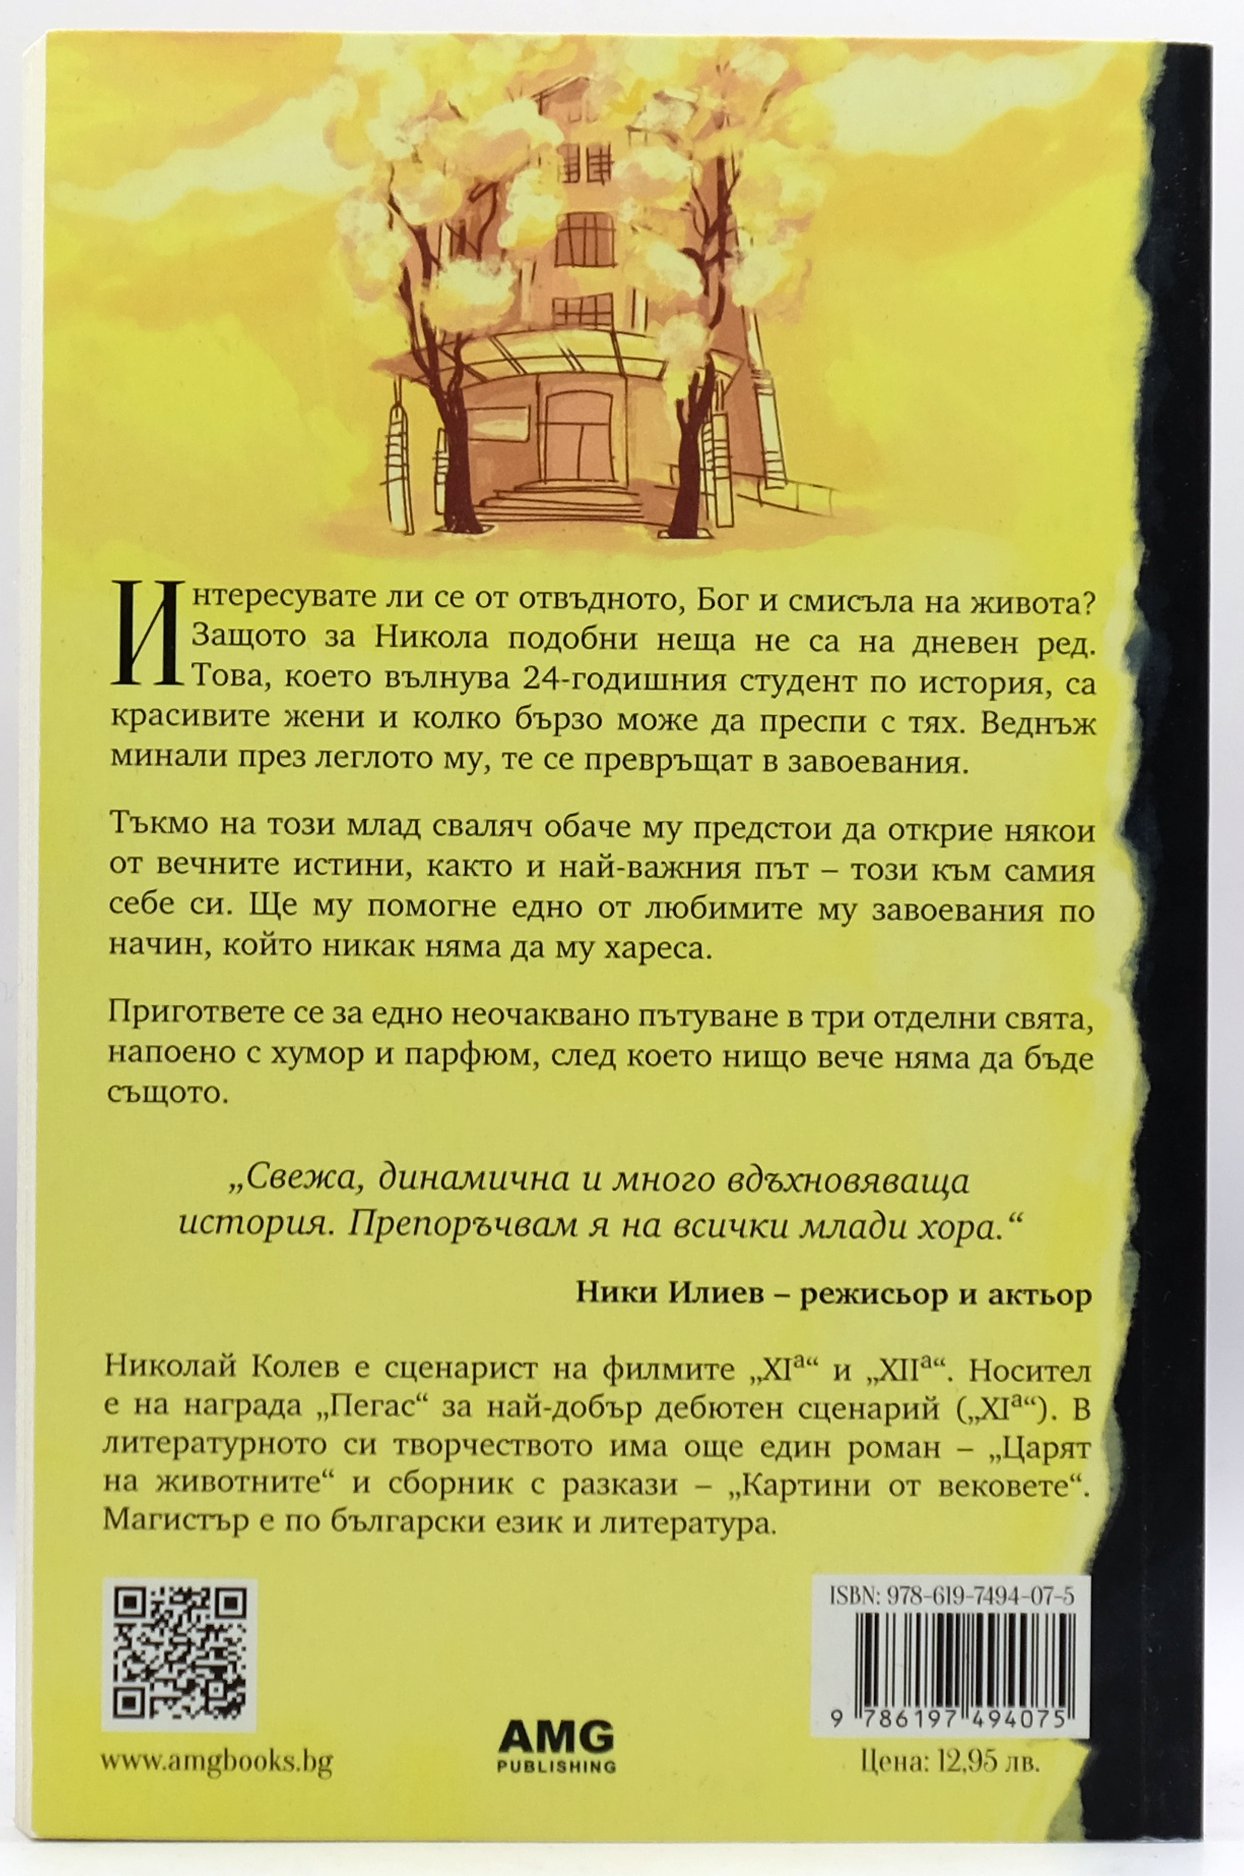 Интересувате ли се от отвъдното, Бог и смисъла на живота?
Защото за Никола подобни неща не са на дневен ред.
Това, което вълнува 24-годишния студент по история, са
красивите жени и колко бързо може да преспи с тях. Веднъж
минали през леглото му, те се превръщат в завоевания.
Тъкмо на този млад сваляч обаче му предстои да открие някои
от вечните истини, както и най-важния път – този към самия
себе си. Ще му помогне едно от любимите му завоевания по
начин, който никак няма да му хареса.
Пригответе се за едно неочаквано пътуване в три отделни свята,
напоено с хумор и парфюм, след което нищо вече няма да бъде
същото.
„Свежа, динамична и много вдъхновяваща
история. Препоръчвам я на всички млади хора.“
Ники Илиев – режисьор и актьор
Николай Колев е сценарист на филмите „XIª“ и „XIIª“. Носител
е на награда „Пегас“ за най-добър дебютен сценарий („XIª“). В
литературното си творчеството има още един роман – „Царят
на животните“ и сборник с разкази – „Картини от вековете“.
Магистър е по български език и литература.
ISBN: 978-619-7494-07-5
9 786197 494075
www.amgbooks.bg
AMG
PUBLISHING
Цена: 12,95 лв.